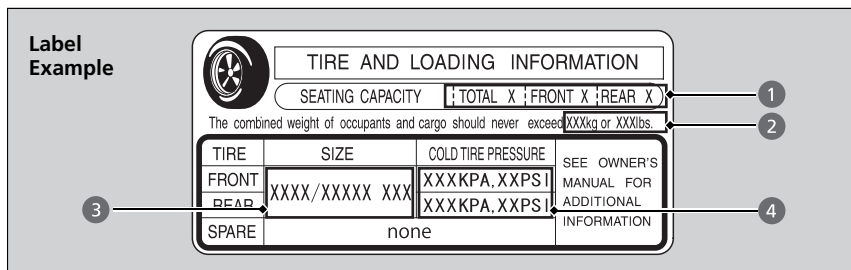 Label
Example
TIRE AND LOADING INFORMATION
SEATING CAPACITY TOTAL X FRONT X REAR X
1
The combined weight of occupants and cargo should never exceed XXXkg or XXXlbs.
2
TIRE SIZE COLD TIRE PRESSURE
SEE OWNER'S
MANUAL FOR
ADDITIONAL
INFORMATION
FRONT XXXX/XXXXX XXX XXXKPA,XXPSI
REAR XXXKPA,XXPSI
3
4
SPARE none